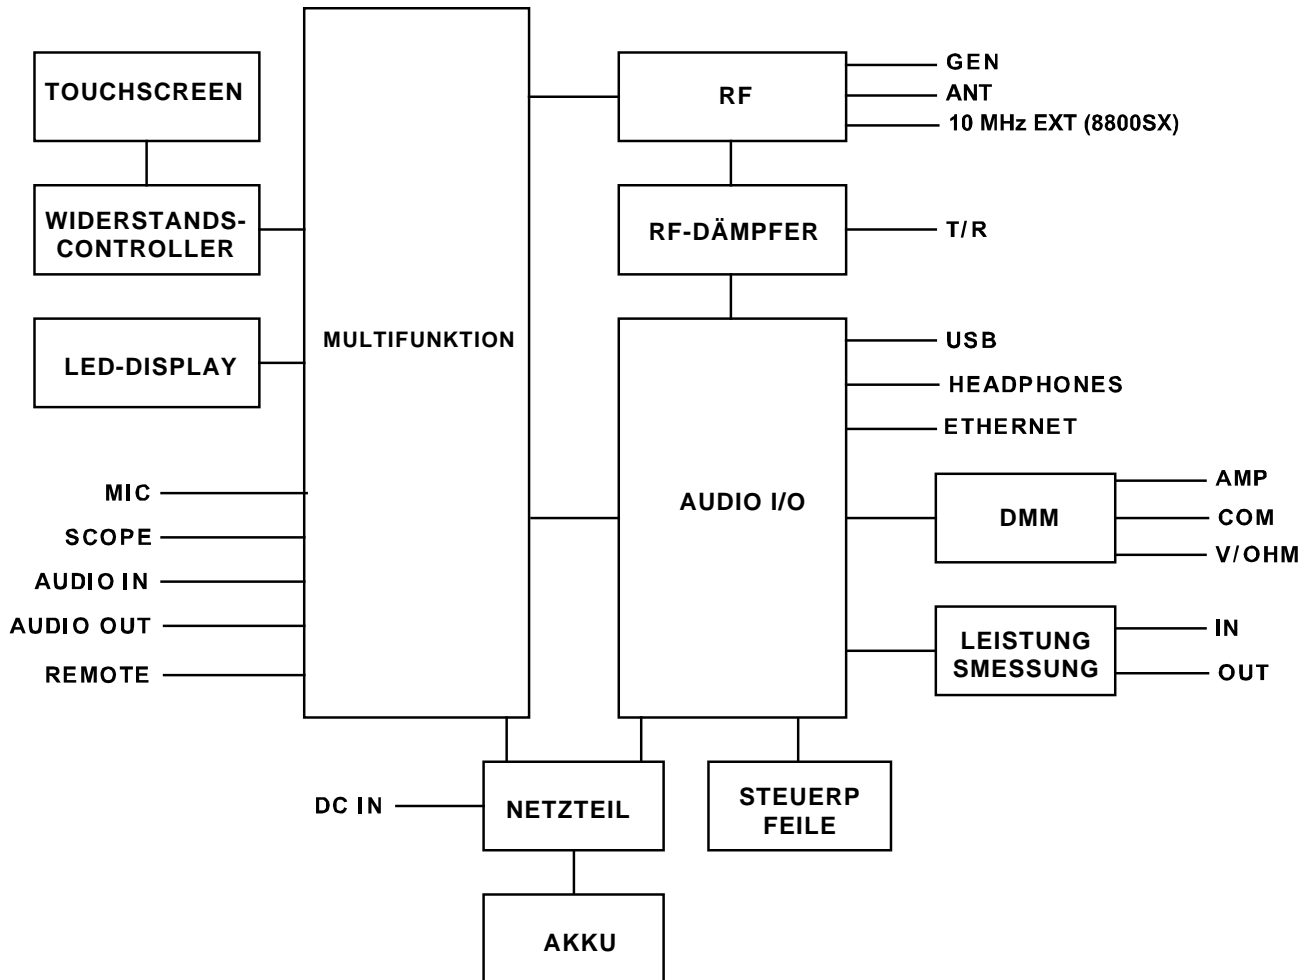 TOUCHSCREEN
WIDERSTANDS-
CONTROLLER
LED-DISPLAY
MIC
SCOPE
AUDIO IN
AUDIO OUT
REMOTE
MULTIFUNKTION
RF
GEN
ANT
10 MHz EXT (8800SX)
RF-DÄMPFER
T/R
AUDIO I/O
USB
HEADPHONES
ETHERNET
DMM
AMP
COM
V/OHM
LEISTUNG
SMESSUNG
IN
OUT
DC IN
NETZTEIL
STEUERP
FEILE
AKKU